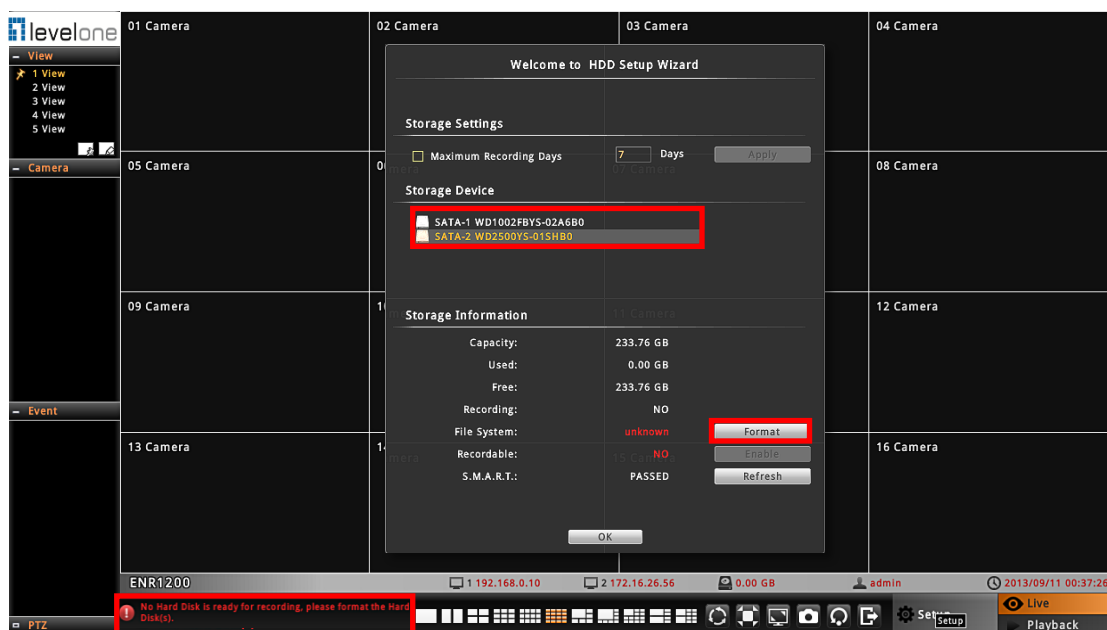 levelone
View
1 View
2 View
3 View
4 View
5 View
Camera
Event
PTZ
01 Camera
02 Camera
03 Camera
04 Camera
05 Camera
07 Camera
08 Camera
09 Camera
11 Camera
12 Camera
13 Camera
15 Camera
16 Camera
Welcome to HDD Setup Wizard
Storage Settings
Maximum Recording Days 7 Days Apply
Storage Device
SATA-1 WD1002FBYS-02A6B0
SATA-2 WD2500YS-01SHB0
Storage Information
Capacity: 233.76 GB
Used: 0.00 GB
Free: 233.76 GB
Recording: NO
File System: unknown Format
Recordable: NO Enable
S.M.A.R.T.: PASSED Refresh
OK
ENR1200 1 192.168.0.10 2 172.16.26.56 0.00 GB admin 2013/09/11 00:37:26
No Hard Disk is ready for recording, please format the Hard
Disk(s).
Setup
Live
Playback